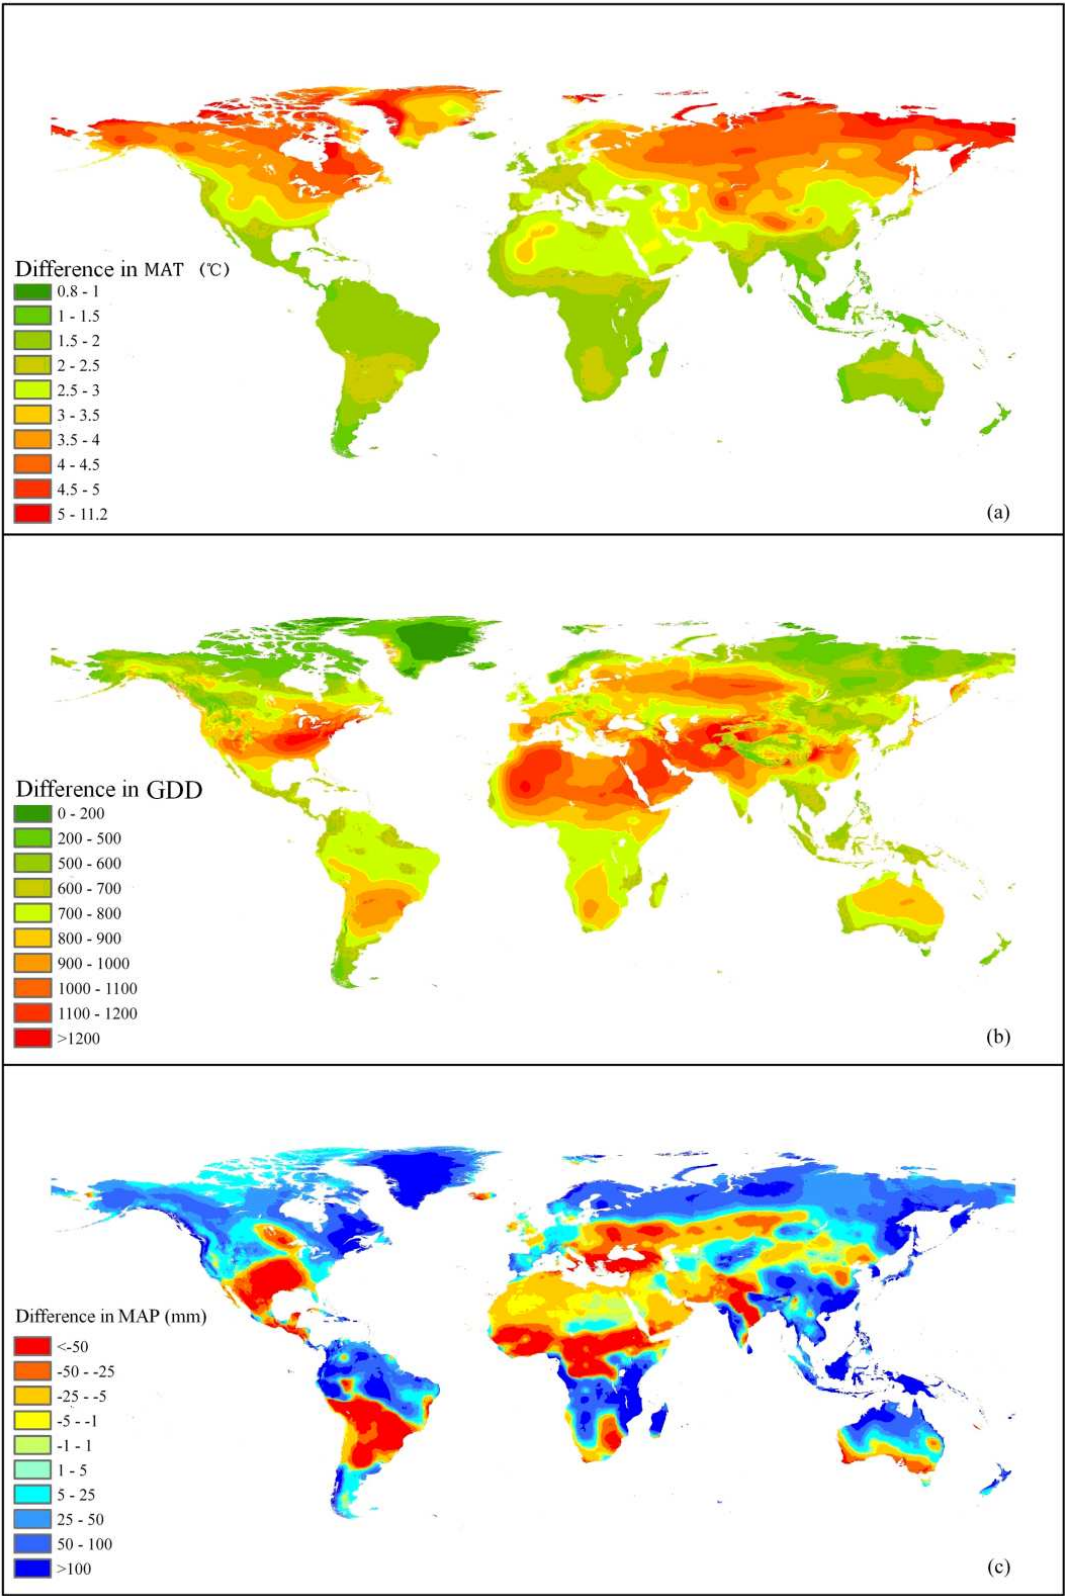 Difference in MAT (℃)
0.8 - 1
1 - 1.5
1.5 - 2
2 - 2.5
2.5 - 3
3 - 3.5
3.5 - 4
4 - 4.5
4.5 - 5
5 - 11.2
(a)
Difference in GDD
0 - 200
200 - 500
500 - 600
600 - 700
700 - 800
800 - 900
900 - 1000
1000 - 1100
1100 - 1200
>1200
(b)
Difference in MAP (mm)
<-50
-50 - -25
-25 - -5
-5 - -1
-1 - 1
1 - 5
5 - 25
25 - 50
50 - 100
>100
(c)